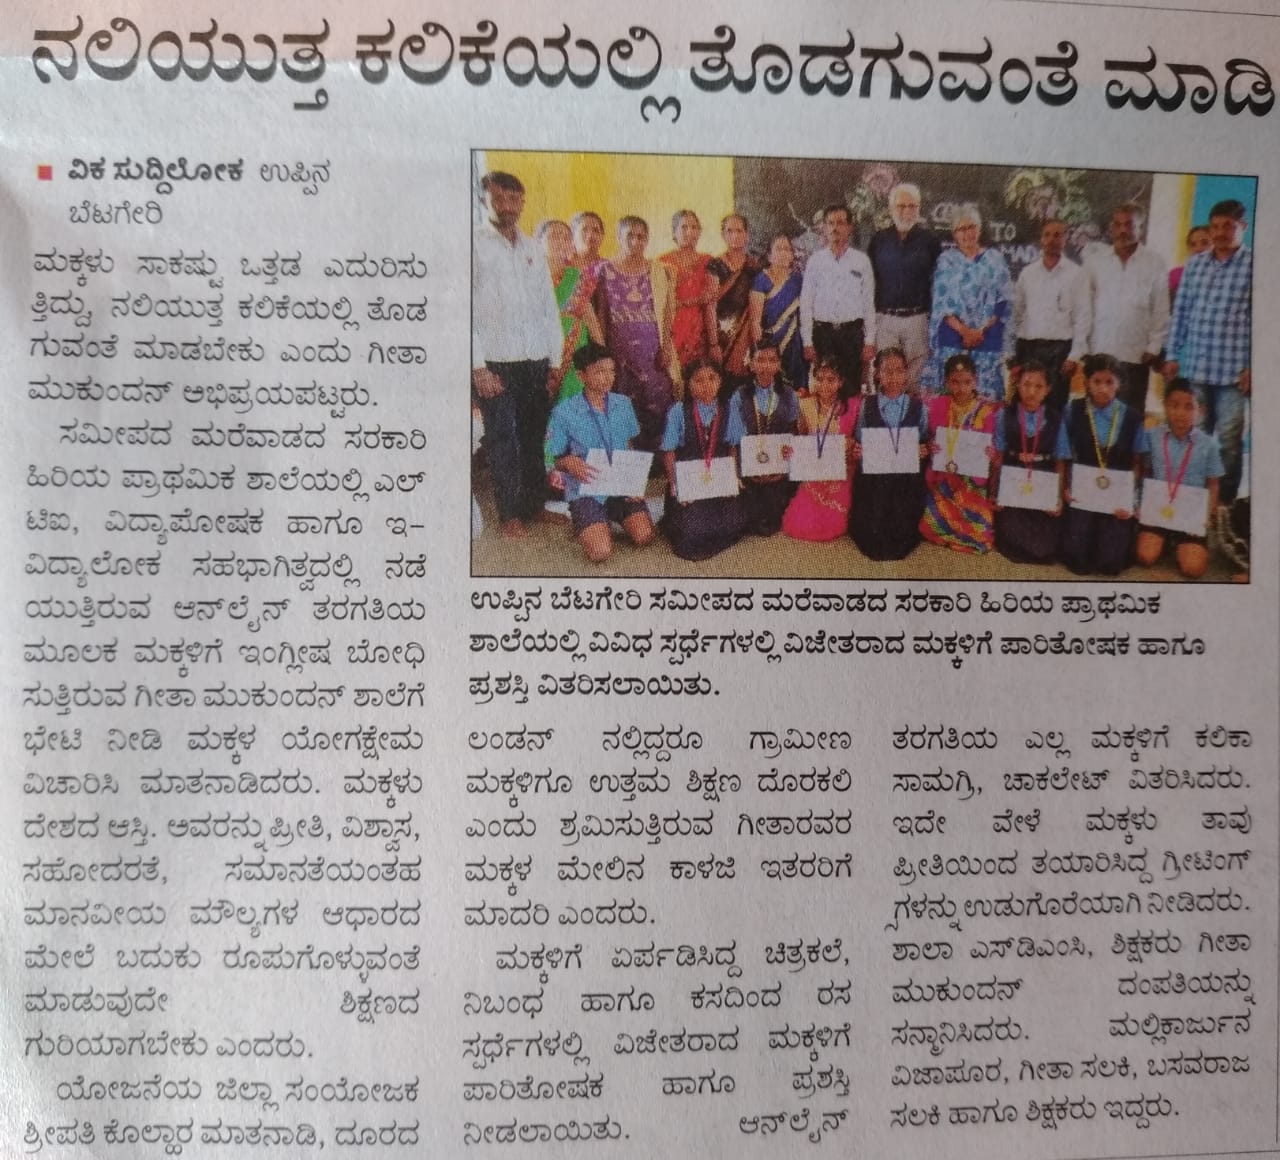 ನಲಿಯುತ್ತ ಕಲಿಕೆಯಲ್ಲಿ ತೊಡಗುವಂತೆ ಮಾಡಿ
■ ವಿಕ ಸುದ್ದಿಲೋಕ ಉಪ್ಪಿನ
ಬೆಟಗೇರಿ
ಮಕ್ಕಳು ಸಾಕಷ್ಟು ಒತ್ತಡ ಎದುರಿಸು
ತ್ತಿದ್ದು, ನಲಿಯುತ್ತ ಕಲಿಕೆಯಲ್ಲಿ ತೊಡ
ಗುವಂತೆ ಮಾಡಬೇಕು ಎಂದು ಗೀತಾ
ಮುಕುಂದನ್ ಅಭಿಪ್ರಯಪಟ್ಟರು.
ಸಮೀಪದ ಮರೆವಾಡದ ಸರಕಾರಿ
ಹಿರಿಯ ಪ್ರಾಥಮಿಕ ಶಾಲೆಯಲ್ಲಿ ಎಲ್
ಟಿಐ, ವಿದ್ಯಾಪೋಷಕ ಹಾಗೂ ಇ–
ವಿದ್ಯಾಲೋಕ ಸಹಭಾಗಿತ್ವದಲ್ಲಿ ನಡೆ
ಯುತ್ತಿರುವ ಆನ್‌ಲೈನ್ ತರಗತಿಯ
ಮೂಲಕ ಮಕ್ಕಳಿಗೆ ಇಂಗ್ಲೀಷ ಬೋಧಿ
ಸುತ್ತಿರುವ ಗೀತಾ ಮುಕುಂದನ್ ಶಾಲೆಗೆ
ಭೇಟಿ ನೀಡಿ ಮಕ್ಕಳ ಯೋಗಕ್ಷೇಮ
ವಿಚಾರಿಸಿ ಮಾತನಾಡಿದರು. ಮಕ್ಕಳು
ದೇಶದ ಆಸ್ತಿ. ಅವರನ್ನು ಪ್ರೀತಿ, ವಿಶ್ವಾಸ,
ಸಹೋದರತೆ, ಸಮಾನತೆಯಂತಹ
ಮಾನವೀಯ ಮೌಲ್ಯಗಳ ಆಧಾರದ
ಮೇಲೆ ಬದುಕು ರೂಪುಗೊಳ್ಳುವಂತೆ
ಮಾಡುವುದೇ ಶಿಕ್ಷಣದ
ಗುರಿಯಾಗಬೇಕು ಎಂದರು.
ಯೋಜನೆಯ ಜಿಲ್ಲಾ ಸಂಯೋಜಕ
ಶ್ರೀಪತಿ ಕೊಲ್ಹಾರ ಮಾತನಾಡಿ, ದೂರದ
TO
ಉಪ್ಪಿನ ಬೆಟಗೇರಿ ಸಮೀಪದ ಮರೆವಾಡದ ಸರಕಾರಿ ಹಿರಿಯ ಪ್ರಾಥಮಿಕ
ಶಾಲೆಯಲ್ಲಿ ವಿವಿಧ ಸ್ಪರ್ಧೆಗಳಲ್ಲಿ ವಿಜೇತರಾದ ಮಕ್ಕಳಿಗೆ ಪಾರಿತೋಷಕ ಹಾಗೂ
ಪ್ರಶಸ್ತಿ ವಿತರಿಸಲಾಯಿತು.
ಲಂಡನ್ ನಲ್ಲಿದ್ದರೂ ಗ್ರಾಮೀಣ
ಮಕ್ಕಳಿಗೂ ಉತ್ತಮ ಶಿಕ್ಷಣ ದೊರಕಲಿ
ಎಂದು ಶ್ರಮಿಸುತ್ತಿರುವ ಗೀತಾರವರ
ಮಕ್ಕಳ ಮೇಲಿನ ಕಾಳಜಿ ಇತರರಿಗೆ
ಮಾದರಿ ಎಂದರು.
ಮಕ್ಕಳಿಗೆ ಏರ್ಪಡಿಸಿದ್ದ ಚಿತ್ರಕಲೆ,
ನಿಬಂಧ ಹಾಗೂ ಕಸದಿಂದ ರಸ
ಸ್ಪರ್ಧೆಗಳಲ್ಲಿ ವಿಜೇತರಾದ ಮಕ್ಕಳಿಗೆ
ಪಾರಿತೋಷಕ ಹಾಗೂ ಪ್ರಶಸ್ತಿ
ನೀಡಲಾಯಿತು. ಆನ್‌ಲೈನ್
ತರಗತಿಯ ಎಲ್ಲ ಮಕ್ಕಳಿಗೆ ಕಲಿಕಾ
ಸಾಮಗ್ರಿ, ಚಾಕಲೇಟ್ ವಿತರಿಸಿದರು.
ಇದೇ ವೇಳೆ ಮಕ್ಕಳು ತಾವು
ಪ್ರೀತಿಯಿಂದ ತಯಾರಿಸಿದ್ದ ಗ್ರೀಟಿಂಗ್
ಗಳನ್ನು ಉಡುಗೊರೆಯಾಗಿ ನೀಡಿದರು.
ಶಾಲಾ ಎಸ್‌ಡಿಎಂಸಿ, ಶಿಕ್ಷಕರು ಗೀತಾ
ಮುಕುಂದನ್ ದಂಪತಿಯನ್ನು
ಸನ್ಮಾನಿಸಿದರು. ಮಲ್ಲಿಕಾರ್ಜುನ
ವಿಜಾಪೂರ, ಗೀತಾ ಸಲಕಿ, ಬಸವರಾಜ
ಸಲಕಿ ಹಾಗೂ ಶಿಕ್ಷಕರು ಇದ್ದರು.